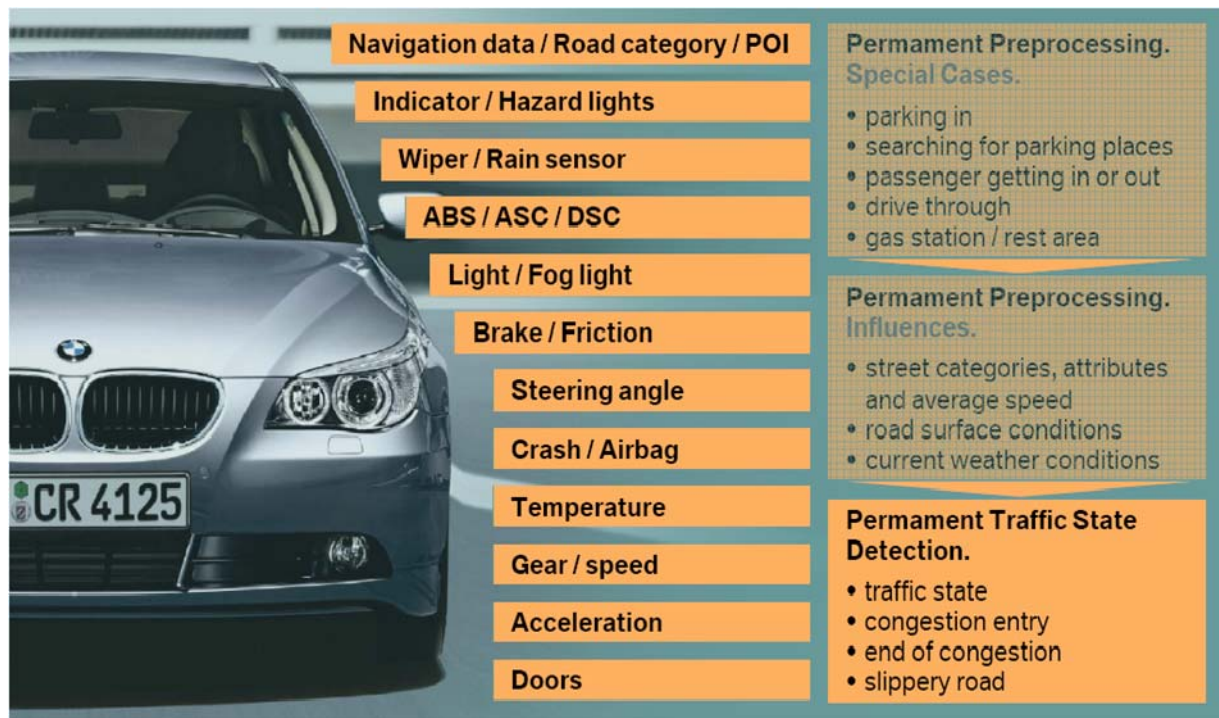 Navigation data / Road category / POI
Indicator / Hazard lights
Wiper / Rain sensor
ABS / ASC / DSC
Light / Fog light
Brake / Friction
Steering angle
Crash / Airbag
Temperature
Gear / speed
Acceleration
Doors
CR 4125
Permament Preprocessing.
Special Cases.
• parking in
• searching for parking places
• passenger getting in or out
• drive through
• gas station / rest area
Permament Preprocessing.
Influences.
• street categories, attributes
and average speed
• road surface conditions
• current weather conditions
Permament Traffic State
Detection.
• traffic state
• congestion entry
• end of congestion
• slippery road